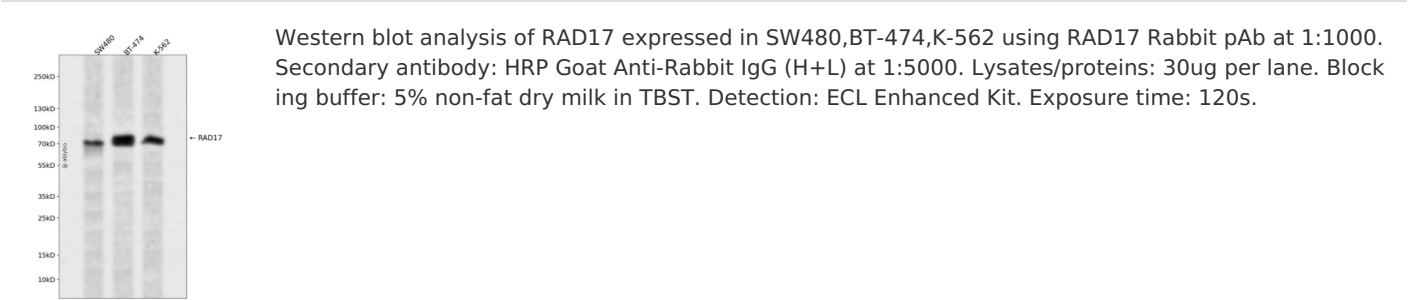 SW480 BT-474 K-562
250kD
130kD
100kD
70kD
55kD
35kD
25kD
15kD
10kD
← RAD17
@ablybio
Western blot analysis of RAD17 expressed in SW480,BT-474,K-562 using RAD17 Rabbit pAb at 1:1000.
Secondary antibody: HRP Goat Anti-Rabbit IgG (H+L) at 1:5000. Lysates/proteins: 30ug per lane. Block
ing buffer: 5% non-fat dry milk in TBST. Detection: ECL Enhanced Kit. Exposure time: 120s.